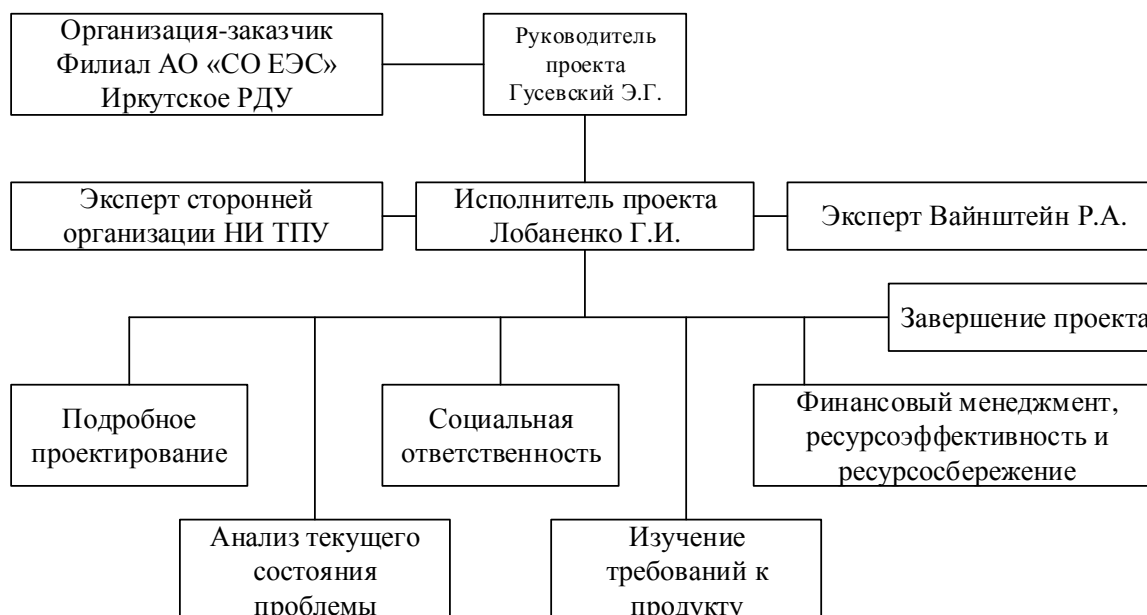 Организация-заказчик
Филиал АО «СО ЕЭС»
Иркутское РДУ
Руководитель
проекта
Гусевский Э.Г.
Эксперт сторонней
организации НИ ТПУ
Исполнитель проекта
Лобаненко Г.И.
Эксперт Вайнштейн Р.А.
Завершение проекта
Подробное
проектирование
Социальная
ответственность
Финансовый менеджмент,
ресурсоэффективность и
ресурсосбережение
Анализ текущего
состояния
проблемы
Изучение
требований к
продукту